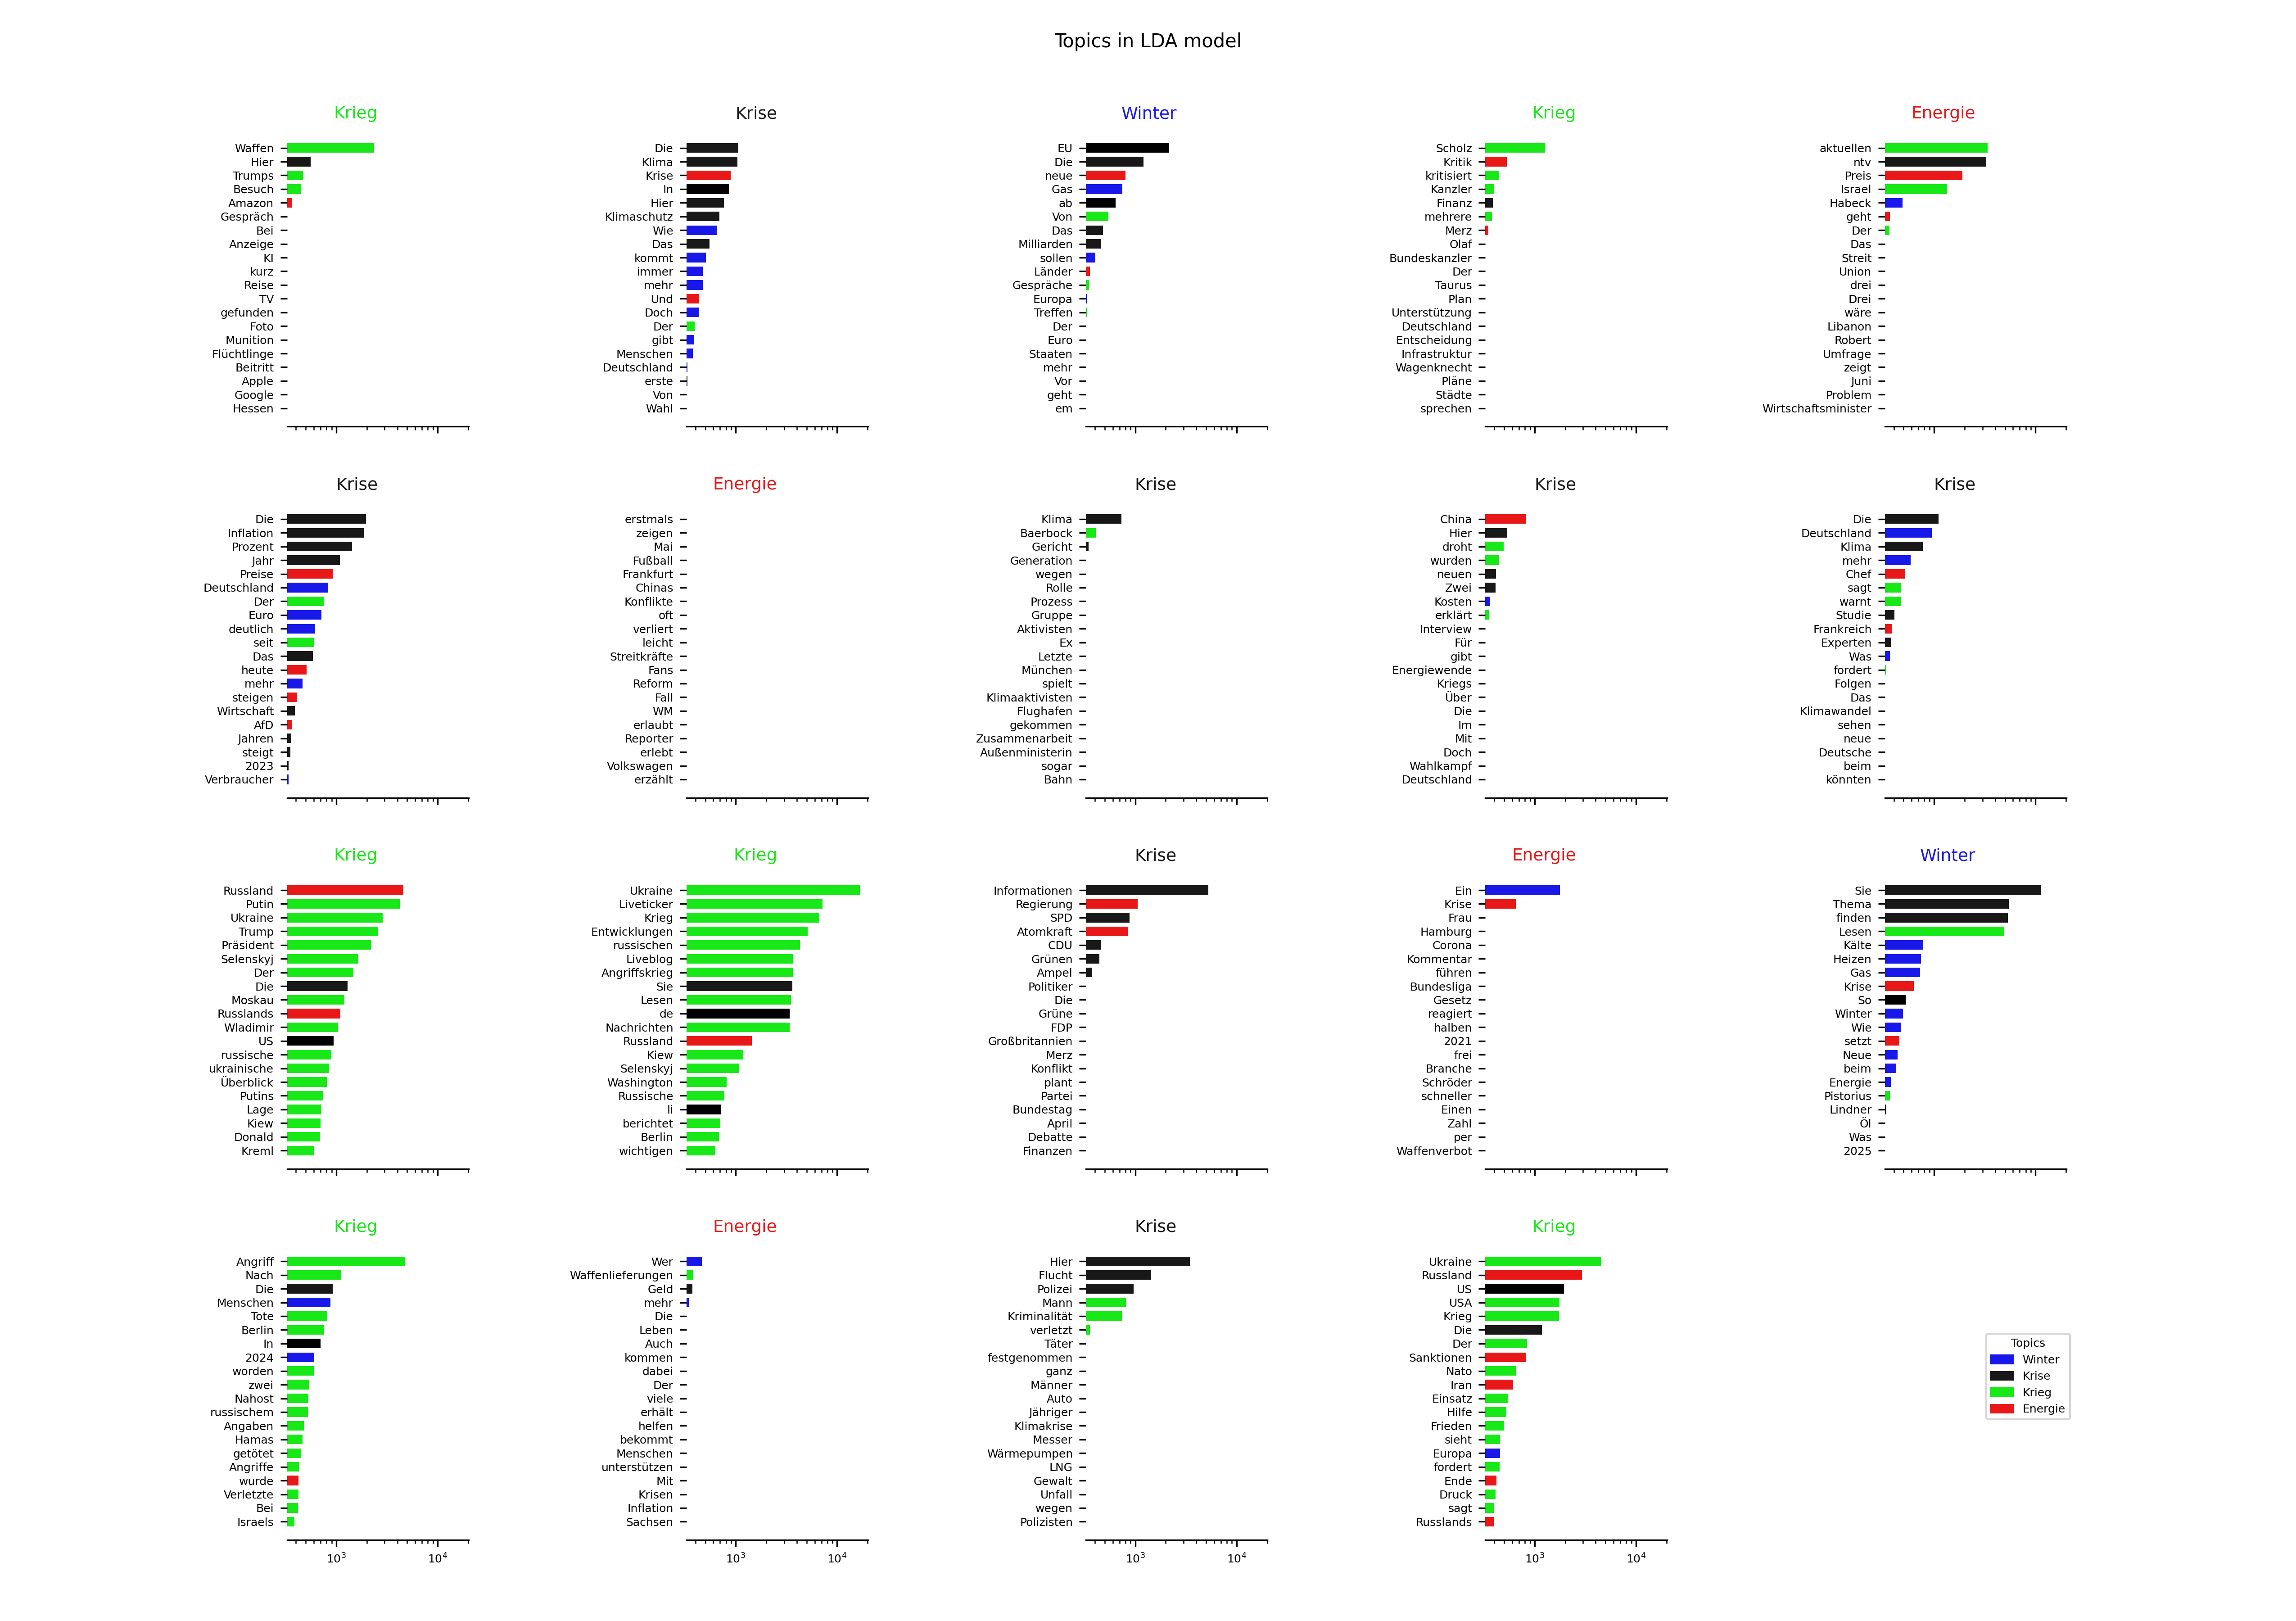 Topics in LDA model
Krieg
Waffen
Hier
Trumps
Besuch
Amazon
Gespräch
Bei
Anzeige
KI
kurz
Reise
TV
gefunden
Foto
Munition
Flüchtlinge
Beitritt
Apple
Google
Hessen
Krise
Die
Klima
Krise
In
Hier
Klimaschutz
Wie
Das
kommt
immer
mehr
Und
Doch
Der
gibt
Menschen
Deutschland
erste
Von
Wahl
Winter
EU
Die
neue
Gas
ab
Von
Das
Milliarden
sollen
Länder
Gespräche
Europa
Treffen
Der
Euro
Staaten
mehr
Vor
geht
em
Krieg
Scholz
Kritik
kritisiert
Kanzler
Finanz
mehrere
Merz
Olaf
Bundeskanzler
Der
Taurus
Plan
Unterstützung
Deutschland
Entscheidung
Infrastruktur
Wagenknecht
Pläne
Städte
sprechen
Energie
aktuellen
ntv
Preis
Israel
Habeck
geht
Der
Das
Streit
Union
drei
Drei
wäre
Libanon
Robert
Umfrage
zeigt
Juni
Problem
Wirtschaftsminister
Krise
Die
Inflation
Prozent
Jahr
Preise
Deutschland
Der
Euro
deutlich
seit
Das
heute
mehr
steigen
Wirtschaft
AfD
Jahren
steigt
2023
Verbraucher
Energie
erstmals
zeigen
Mai
Fußball
Frankfurt
Chinas
Konflikte
oft
verliert
leicht
Streitkräfte
Fans
Reform
Fall
WM
erlaubt
Reporter
erlebt
Volkswagen
erzählt
Krise
Klima
Baerbock
Gericht
Generation
wegen
Rolle
Prozess
Gruppe
Aktivisten
Ex
Letzte
München
spielt
Klimaaktivisten
Flughafen
gekommen
Zusammenarbeit
Außenministerin
sogar
Bahn
Krise
China
Hier
droht
wurden
neuen
Zwei
Kosten
erklärt
Interview
Für
gibt
Energiewende
Kriegs
Über
Die
Im
Mit
Doch
Wahlkampf
Deutschland
Krise
Die
Deutschland
Klima
mehr
Chef
sagt
warnt
Studie
Frankreich
Experten
Was
fordert
Folgen
Das
Klimawandel
sehen
neue
Deutsche
beim
könnten
Krieg
Russland
Putin
Ukraine
Trump
Präsident
Selenskyj
Der
Die
Moskau
Russlands
Wladimir
US
russische
ukrainische
Überblick
Putins
Lage
Kiew
Donald
Kreml
Krieg
Ukraine
Liveticker
Krieg
Entwicklungen
russischen
Liveblog
Angriffskrieg
Sie
Lesen
de
Nachrichten
Russland
Kiew
Selenskyj
Washington
Russische
li
berichtet
Berlin
wichtigen
Krise
Informationen
Regierung
SPD
Atomkraft
CDU
Grünen
Ampel
Politiker
Die
Grüne
FDP
Großbritannien
Merz
Konflikt
plant
Partei
Bundestag
April
Debatte
Finanzen
Energie
Ein
Krise
Frau
Hamburg
Corona
Kommentar
führen
Bundesliga
Gesetz
reagiert
halben
2021
frei
Branche
Schröder
schneller
Einen
Zahl
per
Waffenverbot
Winter
Sie
Thema
finden
Lesen
Kälte
Heizen
Gas
Krise
So
Winter
Wie
setzt
Neue
beim
Energie
Pistorius
Lindner
Öl
Was
2025
Krieg
Angriff
Nach
Die
Menschen
Tote
Berlin
In
2024
worden
zwei
Nahost
russischem
Angaben
Hamas
getötet
Angriffe
wurde
Verletzte
Bei
Israels
10³ 10⁴
Energie
Wer
Waffenlieferungen
Geld
mehr
Die
Leben
Auch
kommen
dabei
Der
viele
erhält
helfen
bekommt
Menschen
unterstützen
Mit
Krisen
Inflation
Sachsen
10³ 10⁴
Krise
Hier
Flucht
Polizei
Mann
Kriminalität
verletzt
Täter
festgenommen
ganz
Männer
Auto
Jähriger
Klimakrise
Messer
Wärmepumpen
LNG
Gewalt
Unfall
wegen
Polizisten
10³ 10⁴
Krieg
Ukraine
Russland
US
USA
Krieg
Die
Der
Sanktionen
Nato
Iran
Einsatz
Hilfe
Frieden
sieht
Europa
fordert
Ende
Druck
sagt
Russlands
10³ 10⁴
Topics
Winter
Krise
Krieg
Energie